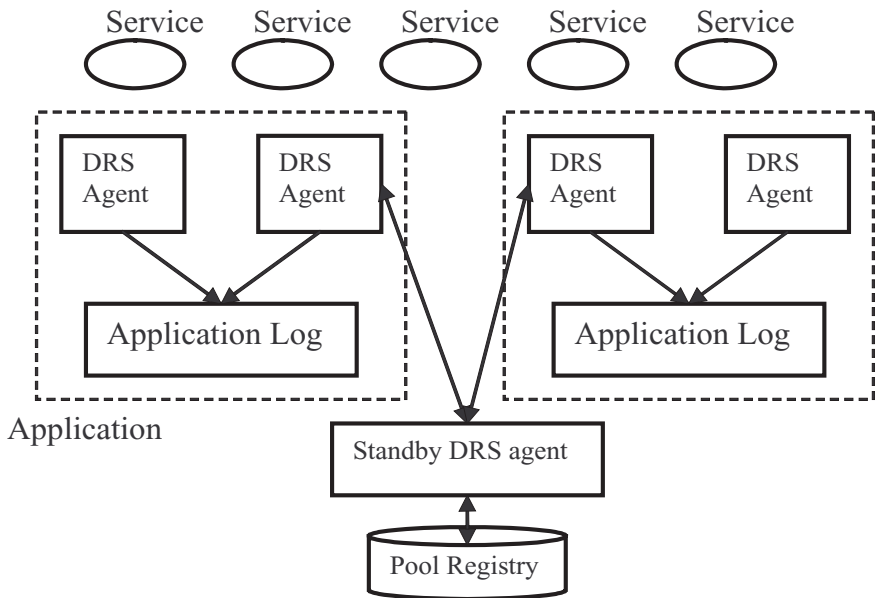 Service Service Service Service Service
DRS
Agent
DRS
Agent
DRS
Agent
DRS
Agent
Application Log
Application Log
Application
Standby DRS agent
Pool Registry